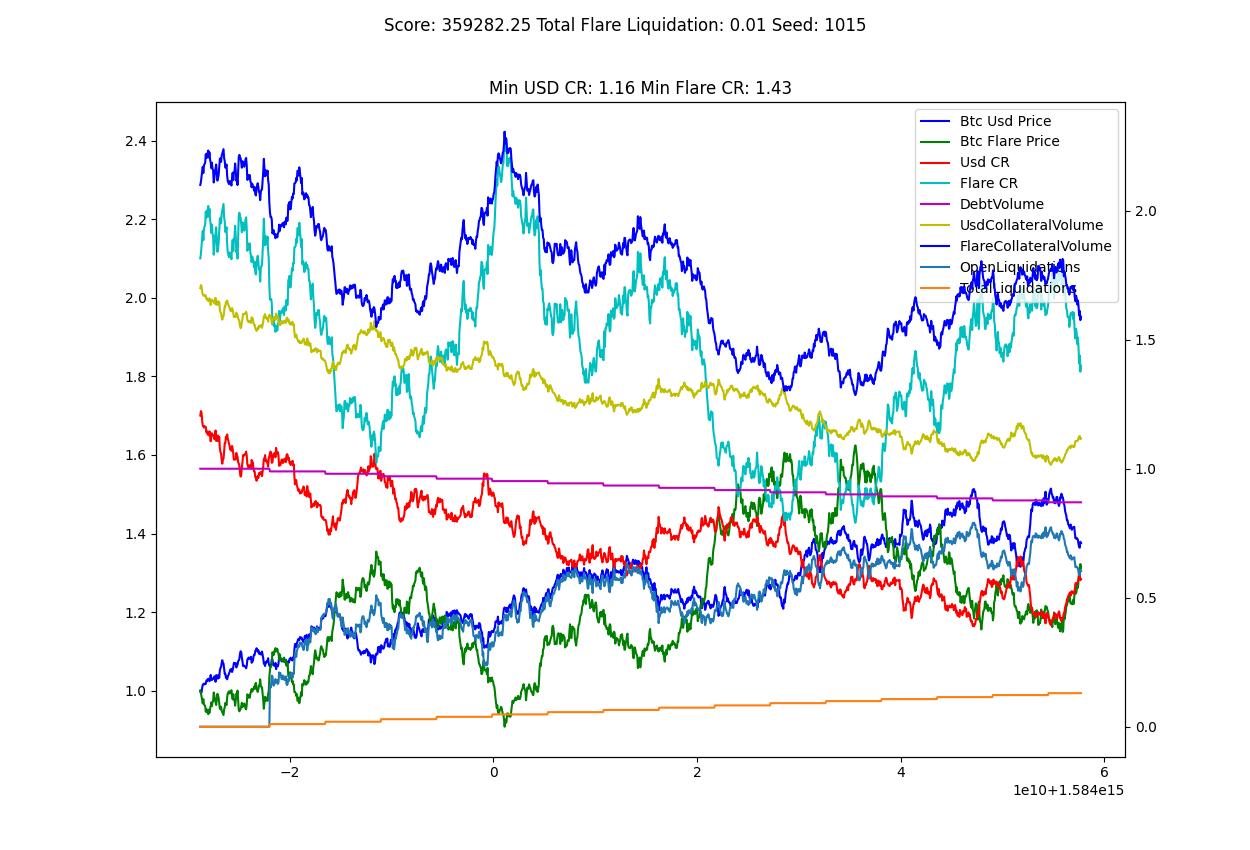 Score: 359282.25 Total Flare Liquidation: 0.01 Seed: 1015
Min USD CR: 1.16 Min Flare CR: 1.43
Btc Usd Price
Btc Flare Price
Usd CR
Flare CR
DebtVolume
UsdCollateralVolume
FlareCollateralVolume
OpenLiquidations
TotalLiquidations
2.4
2.2
2.0
1.8
1.6
1.4
1.2
1.0
2.0
1.5
1.0
0.5
0.0
−2
0
2
4
6
1e10+1.584e15